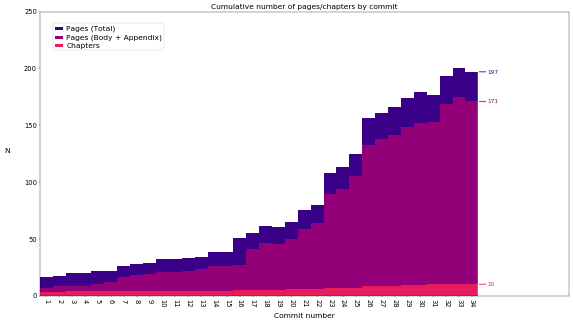 Cumulative number of pages/chapters by commit
250
200
150
100
50
0
N
Pages (Total)
Pages (Body + Appendix)
Chapters
197
171
10
1 2 3 4 5 6 7 8 9 10 11 12 13 14 15 16 17 18 19 20 21 22 23 24 25 26 27 28 29 30 31 32 33 34
Commit number